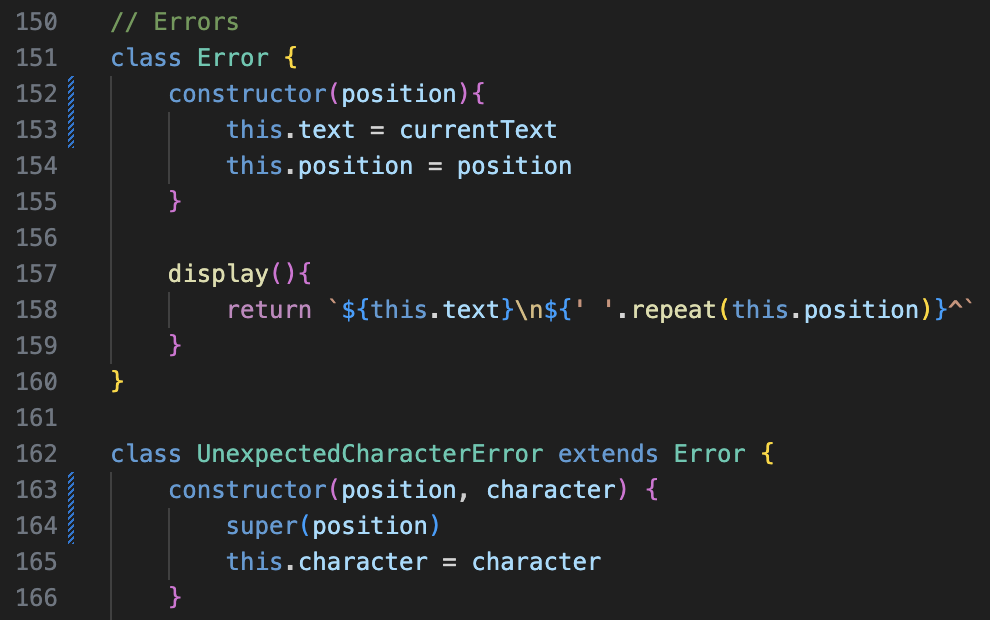 150 // Errors
151 class Error {
152 constructor(position){
153 this.text = currentText
154 this.position = position
155 }
156
157 display(){
158 return `${this.text}\n${' '.repeat(this.position)}^`
159 }
160 }
161
162 class UnexpectedCharacterError extends Error {
163 constructor(position, character) {
164 super(position)
165 this.character = character
166 }